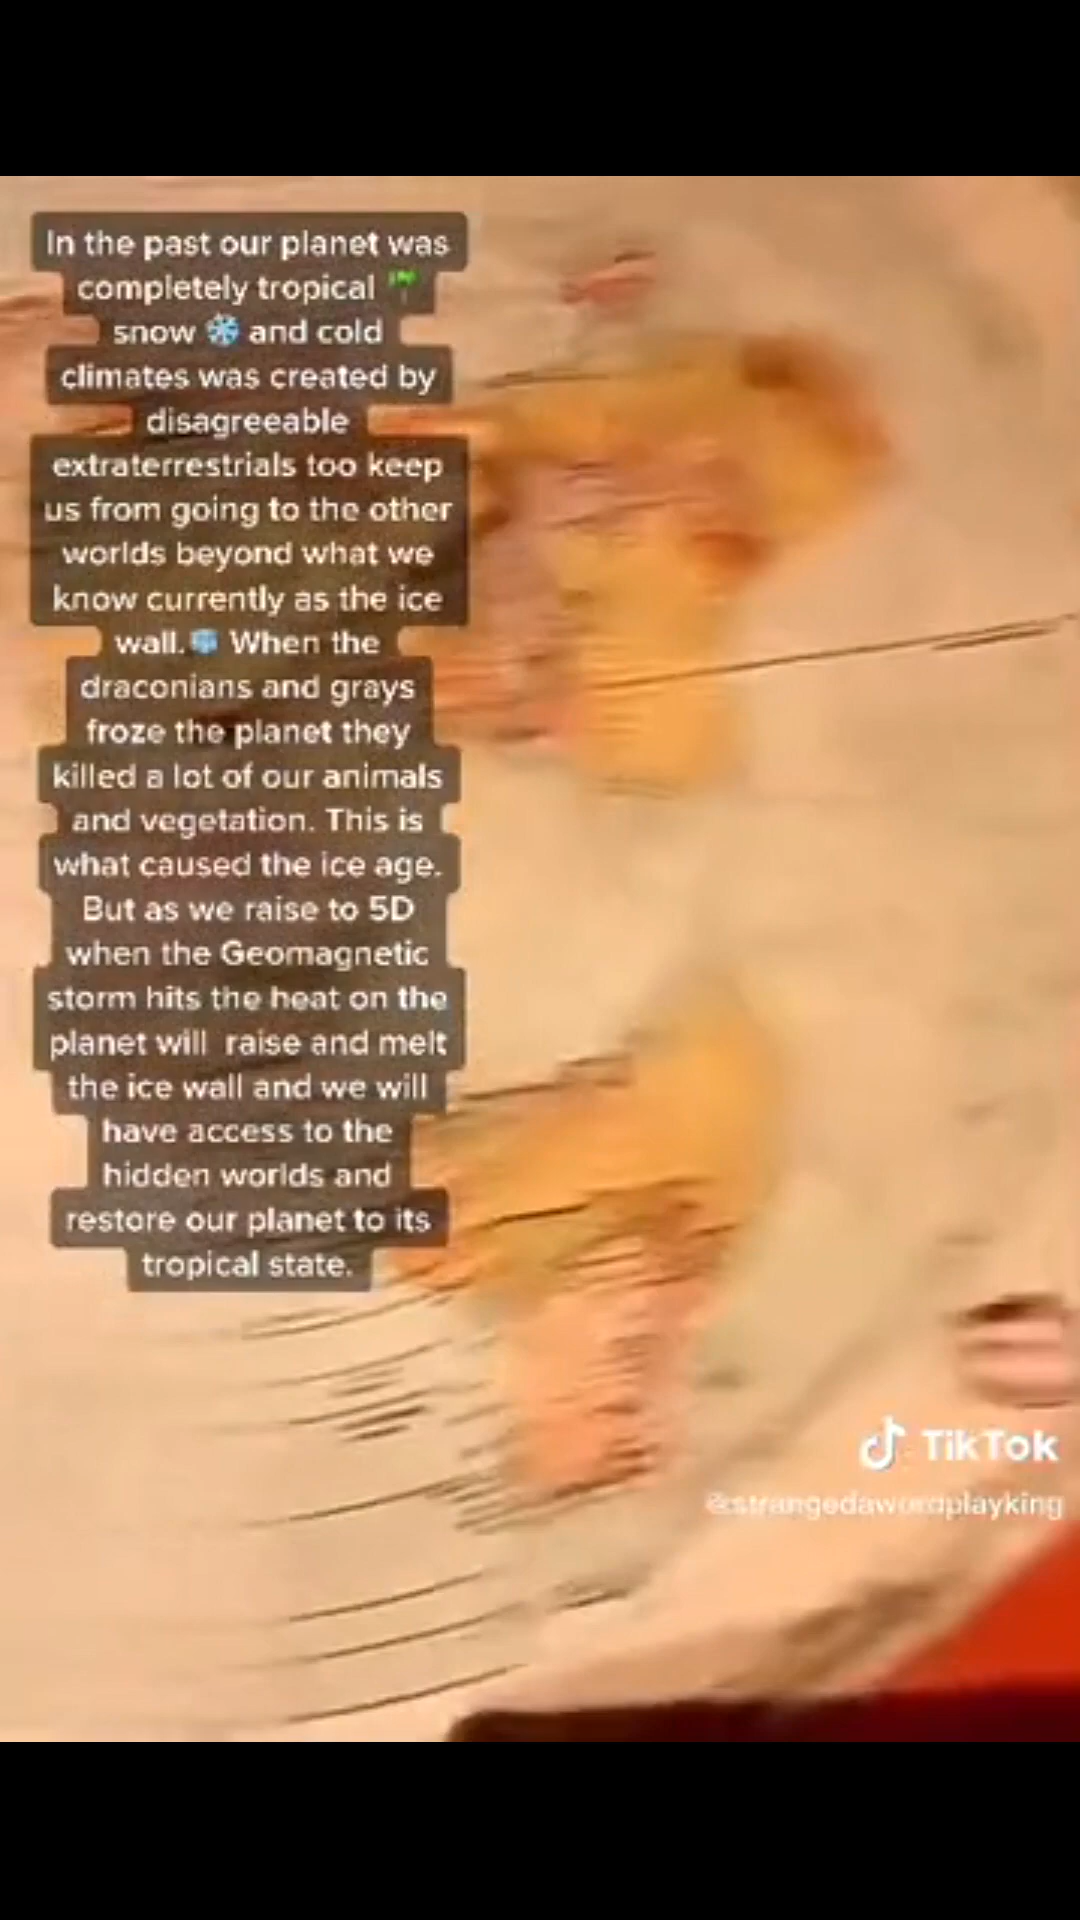 In the past our planet was
completely tropical 🌴
snow ❄️ and cold
climates was created by
disagreeable
extraterrestrials too keep
us from going to the other
worlds beyond what we
know currently as the ice
wall.🧊 When the
draconians and grays
froze the planet they
killed a lot of our animals
and vegetation. This is
what caused the ice age.
But as we raise to 5D
when the Geomagnetic
storm hits the heat on the
planet will  raise and melt
the ice wall and we will
have access to the
hidden worlds and
restore our planet to its
tropical state.
TikTok
@strangedawordplayking